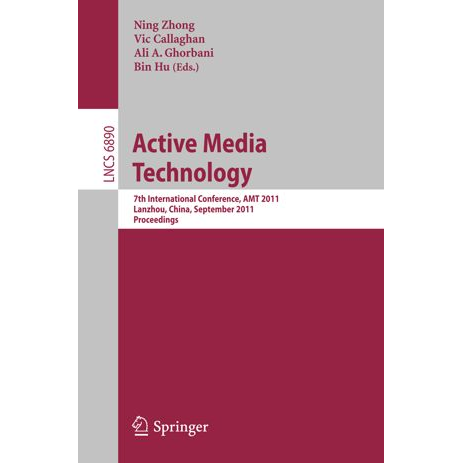 Ning Zhong
Vic Callaghan
Ali A. Ghorbani
Bin Hu (Eds.)
LNCS 6890
Active Media
Technology
7th International Conference, AMT 2011
Lanzhou, China, September 2011
Proceedings
Springer